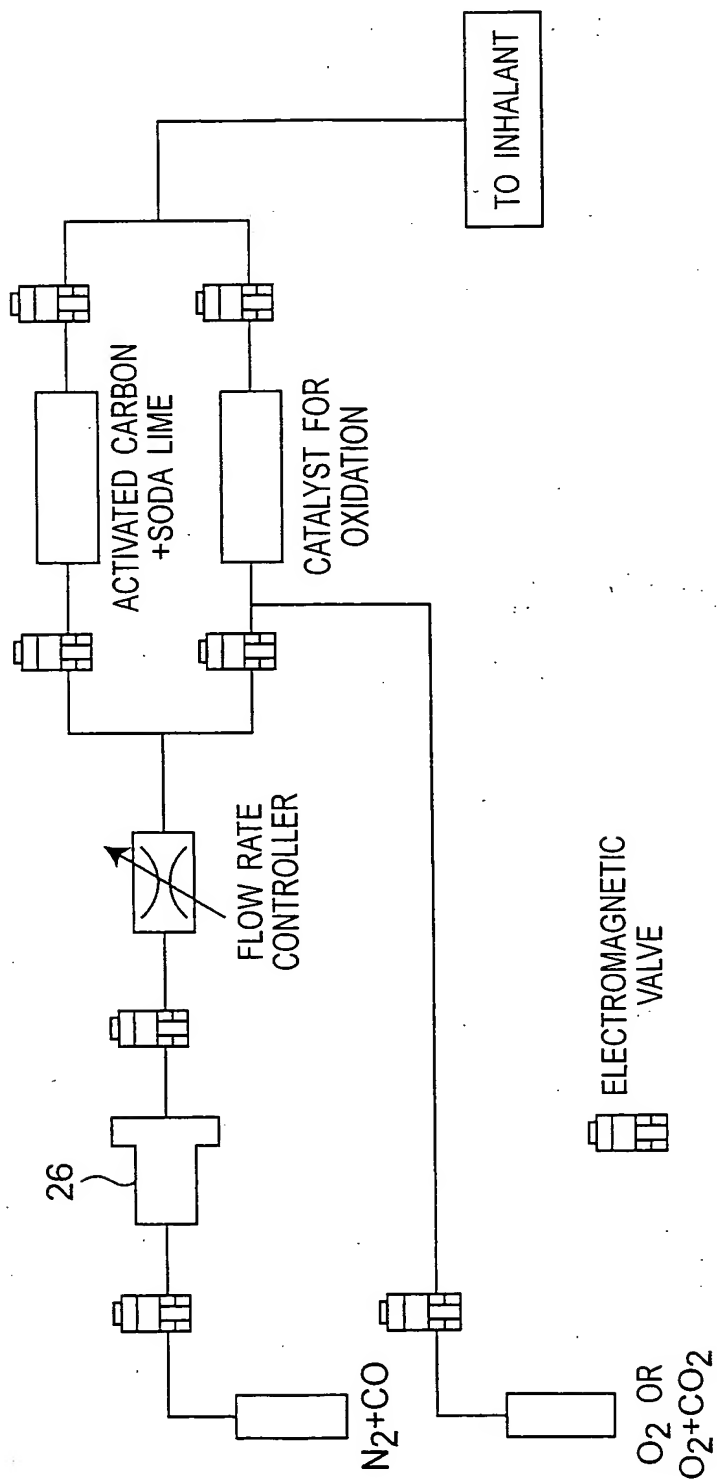 26
N2+CO
FLOW RATE
CONTROLLER
ACTIVATED CARBON
+SODA LIME
CATALYST FOR
OXIDATION
TO INHALANT
O2 OR
O2+CO2
ELECTROMAGNETIC
VALVE